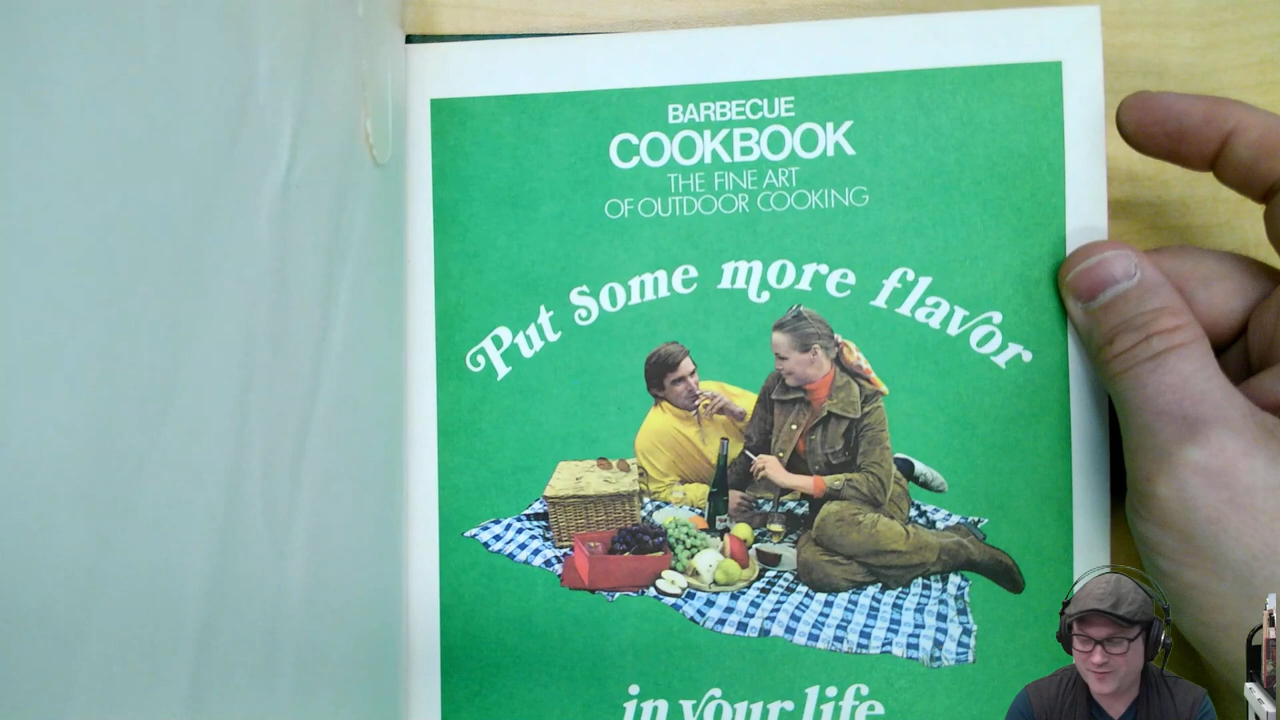 BARBECUE
COOKBOOK
THE FINE ART
OF OUTDOOR COOKING
Put Some more flavor
in your life